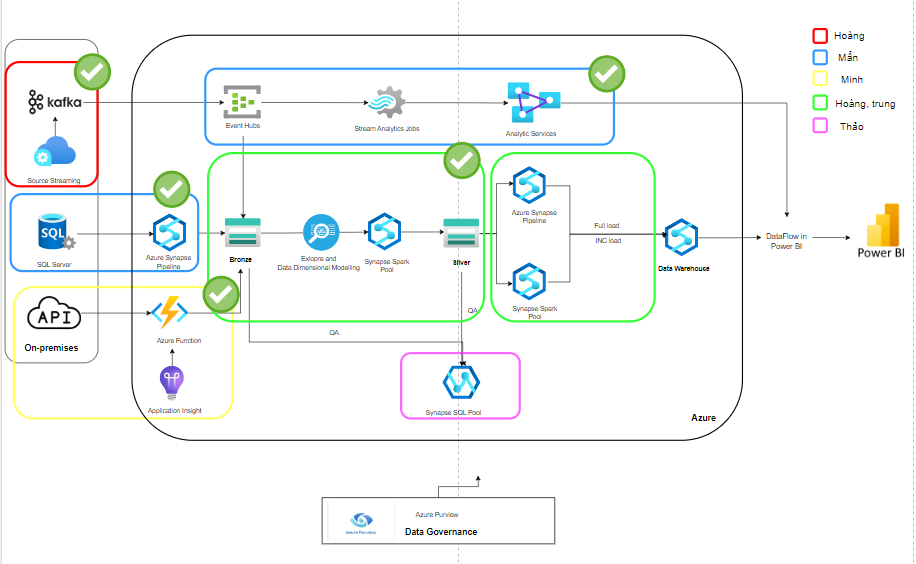 Hoàng
Mẩn
Minh
Hoàng, trung
Thảo
kafka
Source Streaming
Event Hubs
Stream Analytics Jobs
Analytic Services
SQL
SQL Server
Azure Synapse
Pipeline
Bronze
Exlopre and
Data Dimensional Modelling
Synapse Spark
Pool
Silver
Azure Synapse
Pipeline
Synapse Spark
Pool
Full load
INC load
Data Warehouse
DataFlow in
Power BI
Power BI
API
On-premises
Azure Function
Application Insight
QA
QA
Synapse SQL Pool
Azure
Azure Purview
Azure Purview
Data Governance